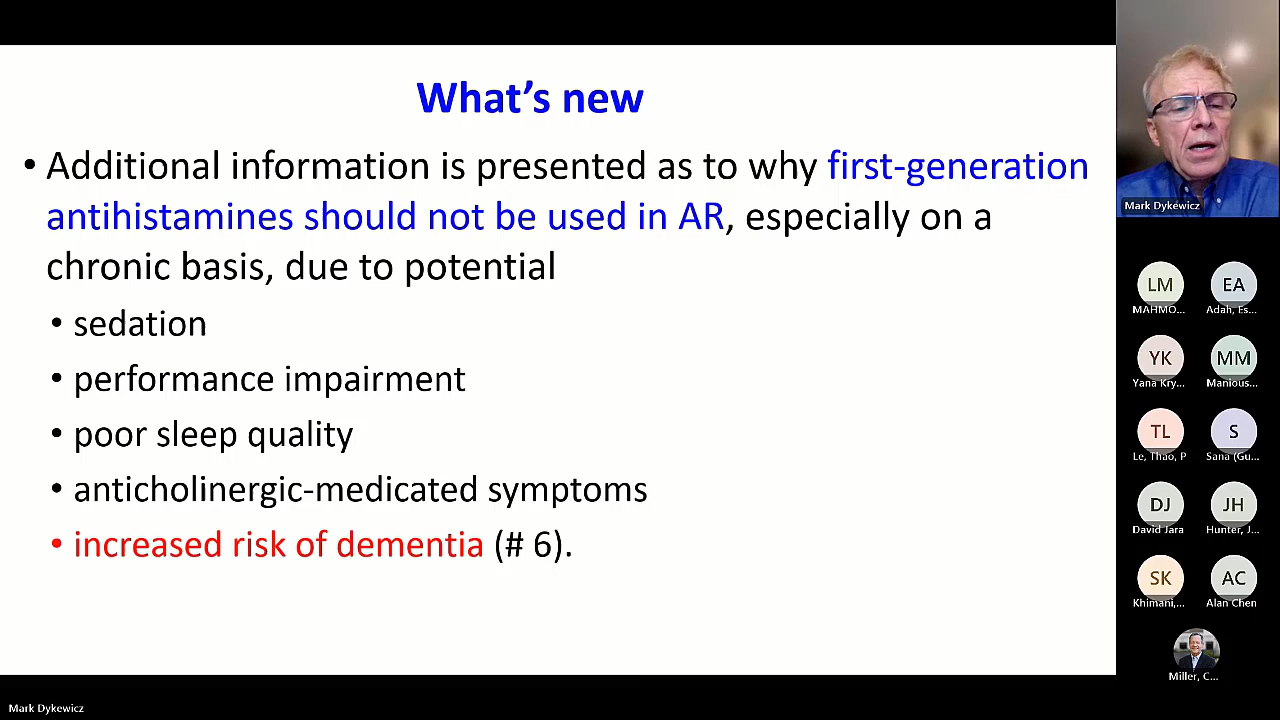 What's new
• Additional information is presented as to why first-generation
antihistamines should not be used in AR, especially on a
chronic basis, due to potential
• sedation
• performance impairment
• poor sleep quality
• anticholinergic-medicated symptoms
• increased risk of dementia (# 6).
Mark Dykewicz
LM
EA
MAHMO...
Adah, Es...
YK
MM
Yana Kry...
Manious...
TL
S
Le, Thao, P
Sana (Gu...
DJ
JH
David Jara
Hunter, J...
SK
AC
Khimani,...
Alan Chen
Miller, C...
Mark Dykewicz